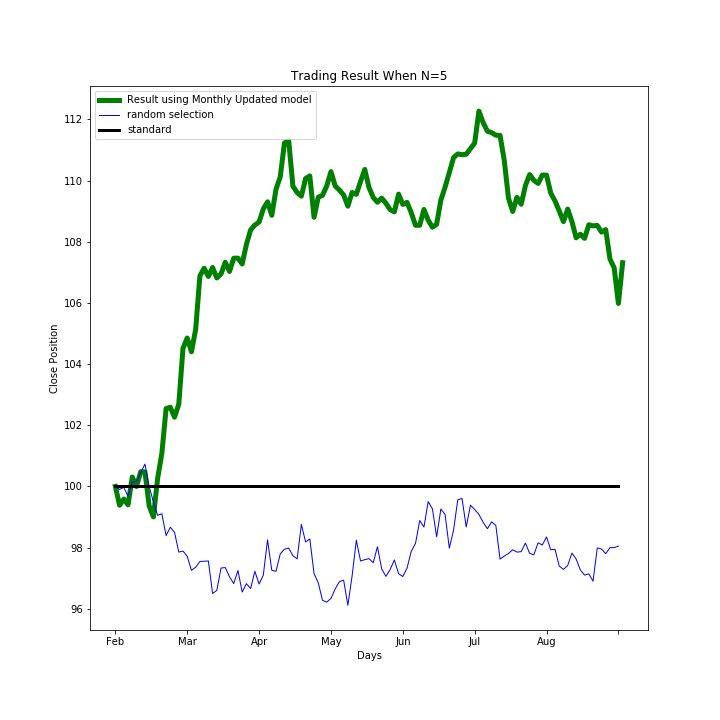 Trading Result When N=5
Result using Monthly Updated model
random selection
standard
Close Position
112
110
108
106
104
102
100
98
96
Feb Mar Apr May Jun Jul Aug
Days